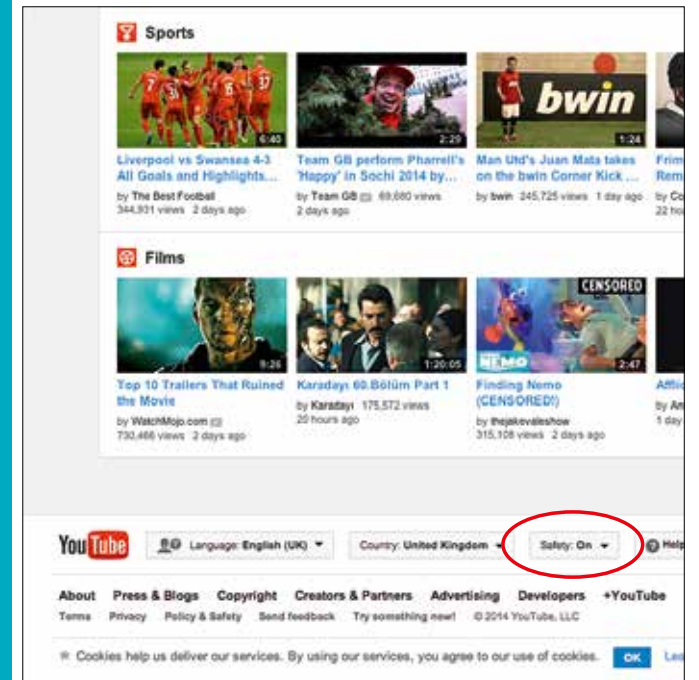 Sports
6:40
2:29
bwin
1:24
Liverpool vs Swansea 4-3 All Goals and Highlights...
by The Best Football
344,931 views 2 days ago
Team GB perform Pharrell's 'Happy' in Sochi 2014 by...
by Team GB 69,680 views
2 days ago
Man Utd's Juan Mata takes on the bwin Corner Kick ...
by bwin 245,725 views 1 day ago
Films
9:26
1:20:05
CENSORED
NEMO
2:47
Top 10 Trailers That Ruined the Movie
by WatchMojo.com
730,466 views 2 days ago
Karadayı 60.Bölüm Part 1
by Karadayi 175,572 views
20 hours ago
Finding Nemo (CENSORED!)
by thejakevaleshow
315,108 views 2 days ago
1 day
YouTube Language: English (UK) Country: United Kingdom Safety: On Help
About Press & Blogs Copyright Creators & Partners Advertising Developers +YouTube
Terms Privacy Policy & Safety Send feedback Try something new! © 2014 YouTube, LLC
Cookies help us deliver our services. By using our services, you agree to our use of cookies. OK